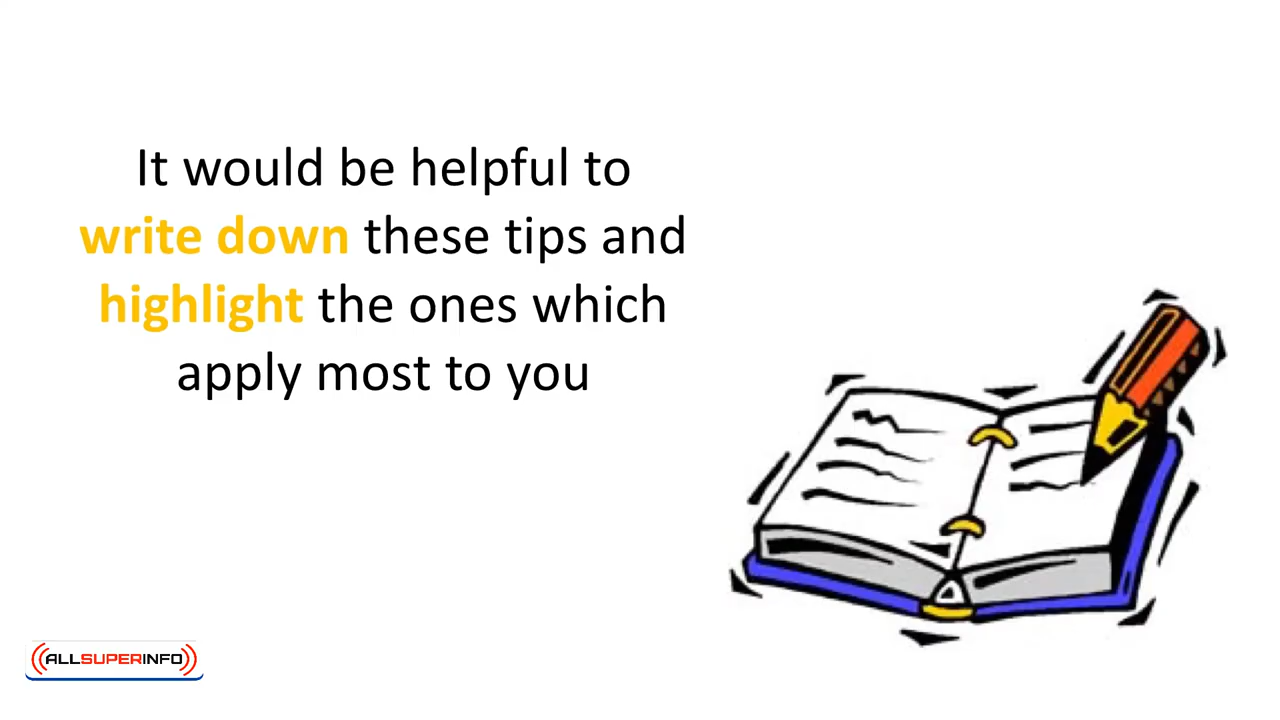 It would be helpful to
write down these tips and
highlight the ones which
apply most to you
ALLSUPERINFO